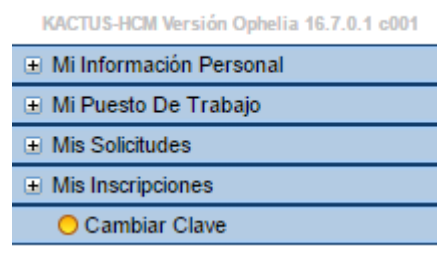 KACTUS-HCM Versión Ophelia 16.7.0.1 c001
Mi Información Personal
Mi Puesto De Trabajo
Mis Solicitudes
Mis Inscripciones
Cambiar Clave